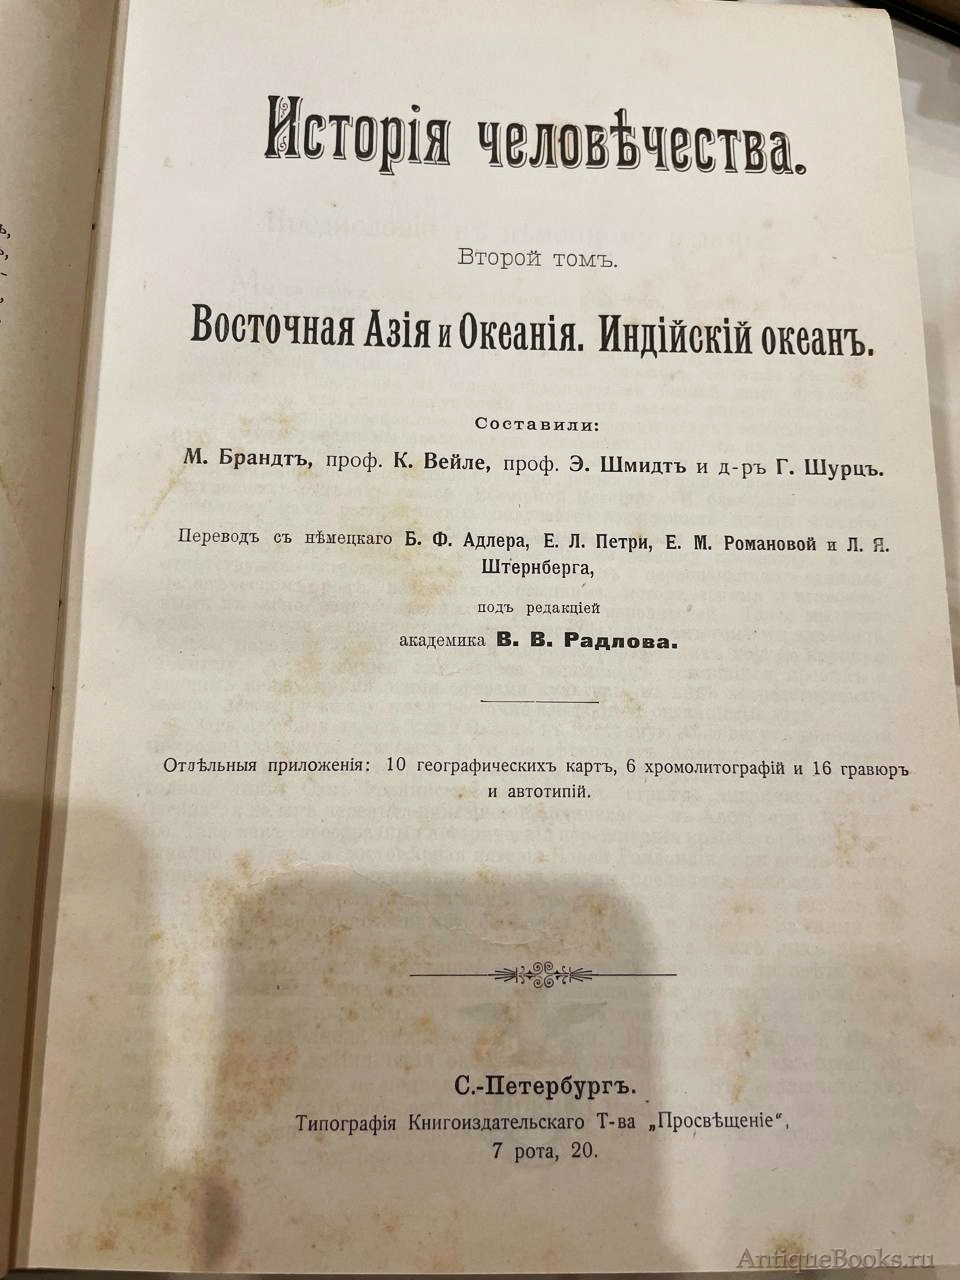 Исторія человѣчества.
Второй томъ.
Восточная Азія и Океанія. Индійскій океанъ.
Составили:
М. Брандтъ, проф. К. Вейле, проф. Э. Шмидтъ и д-ръ Г. Шурцъ.
Переводъ съ нѣмецкаго Б. Ф. Адлера, Е. Л. Петри, Е. М. Романовой и Л. Я.
Штернберга,
подъ редакціей
академика В. В. Радлова.
Отдѣльныя приложенія: 10 географическихъ картъ, 6 хромолитографій и 16 гравюръ
и автотипій.
С.-Петербургъ.
Типографія Книгоиздательскаго Т-ва „Просвѣщеніе“,
7 рота, 20.
AntiqueBooks.ru